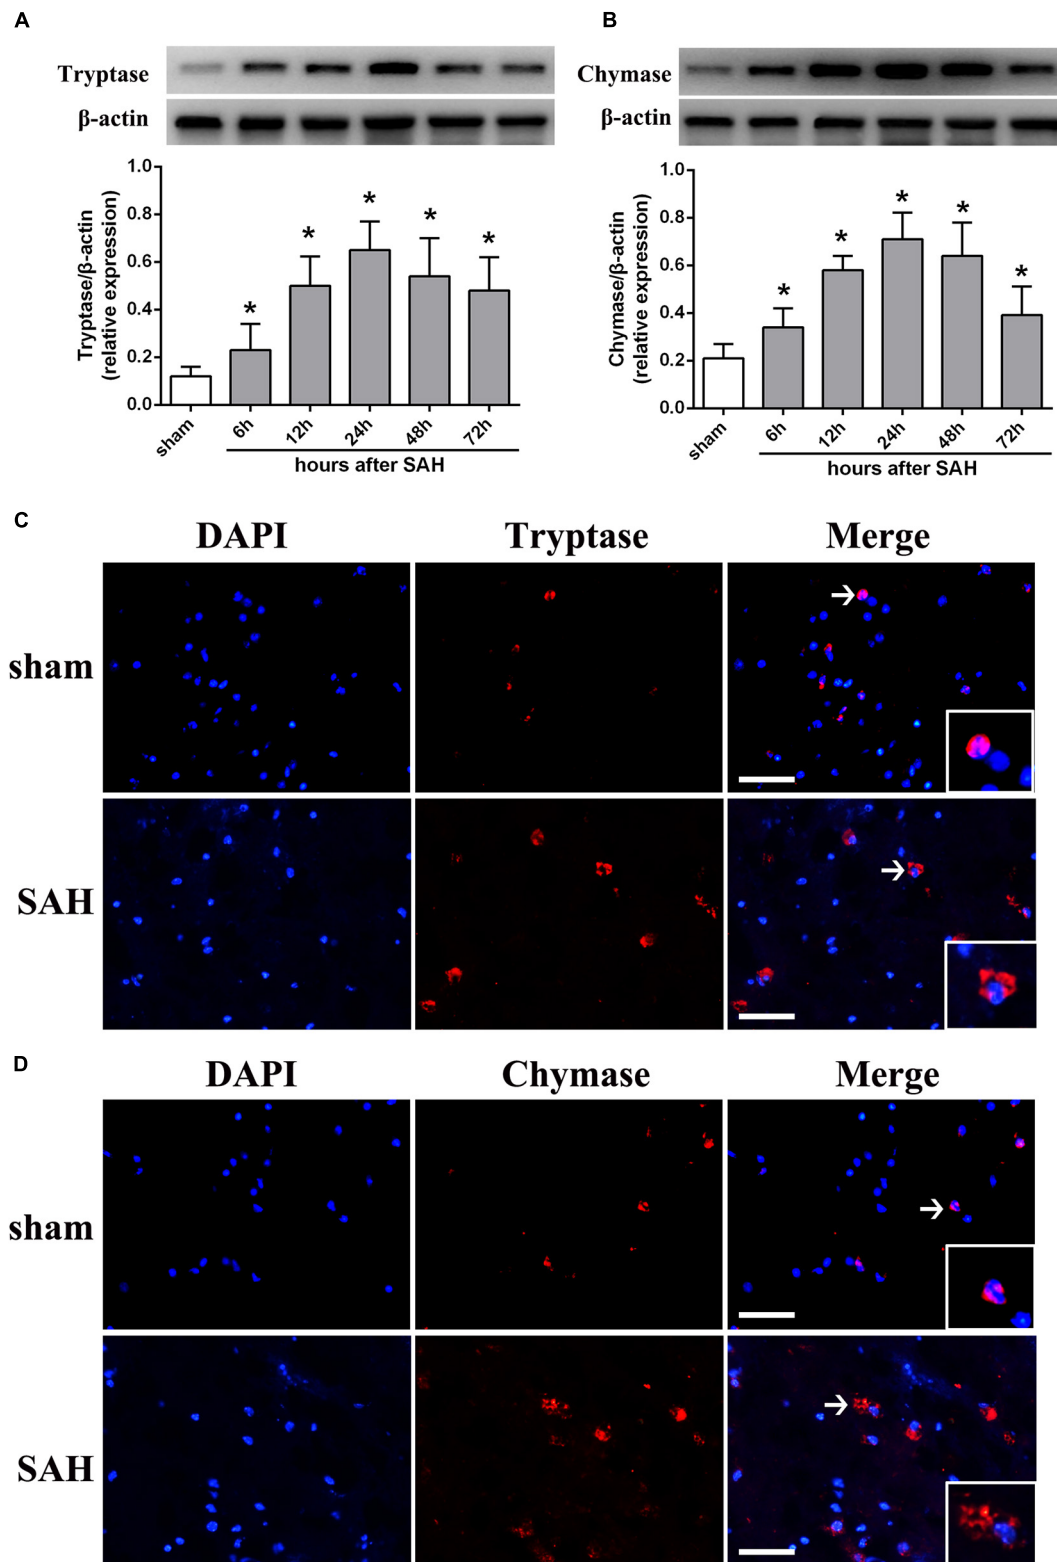 A
B
Tryptase
β-actin
Chymase
β-actin
Tryptase/β-actin
(relative expression)
1.0
0.8
0.6
0.4
0.2
0.0
*
*
*
*
*
sham
6h
12h
24h
48h
72h
hours after SAH
Chymase/β-actin
(relative expression)
1.0
0.8
0.6
0.4
0.2
0.0
*
*
*
*
*
sham
6h
12h
24h
48h
72h
hours after SAH
C
DAPI
Tryptase
Merge
sham
SAH
D
DAPI
Chymase
Merge
sham
SAH